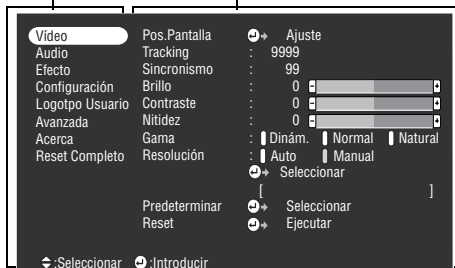 Vídeo Pos.Pantalla Ajuste
Audio Tracking : 9999
Efecto Sincronismo : 99
Configuración Brillo : 0 - +
Logotpo Usuario Contraste : 0 - +
Avanzada Nitidez : 0 - +
Acerca Gama : Dinám. Normal Natural
Reset Completo Resolución : Auto Manual
Seleccionar
[ ]
Predeterminar Seleccionar
Reset Ejecutar
:Seleccionar :Introducir